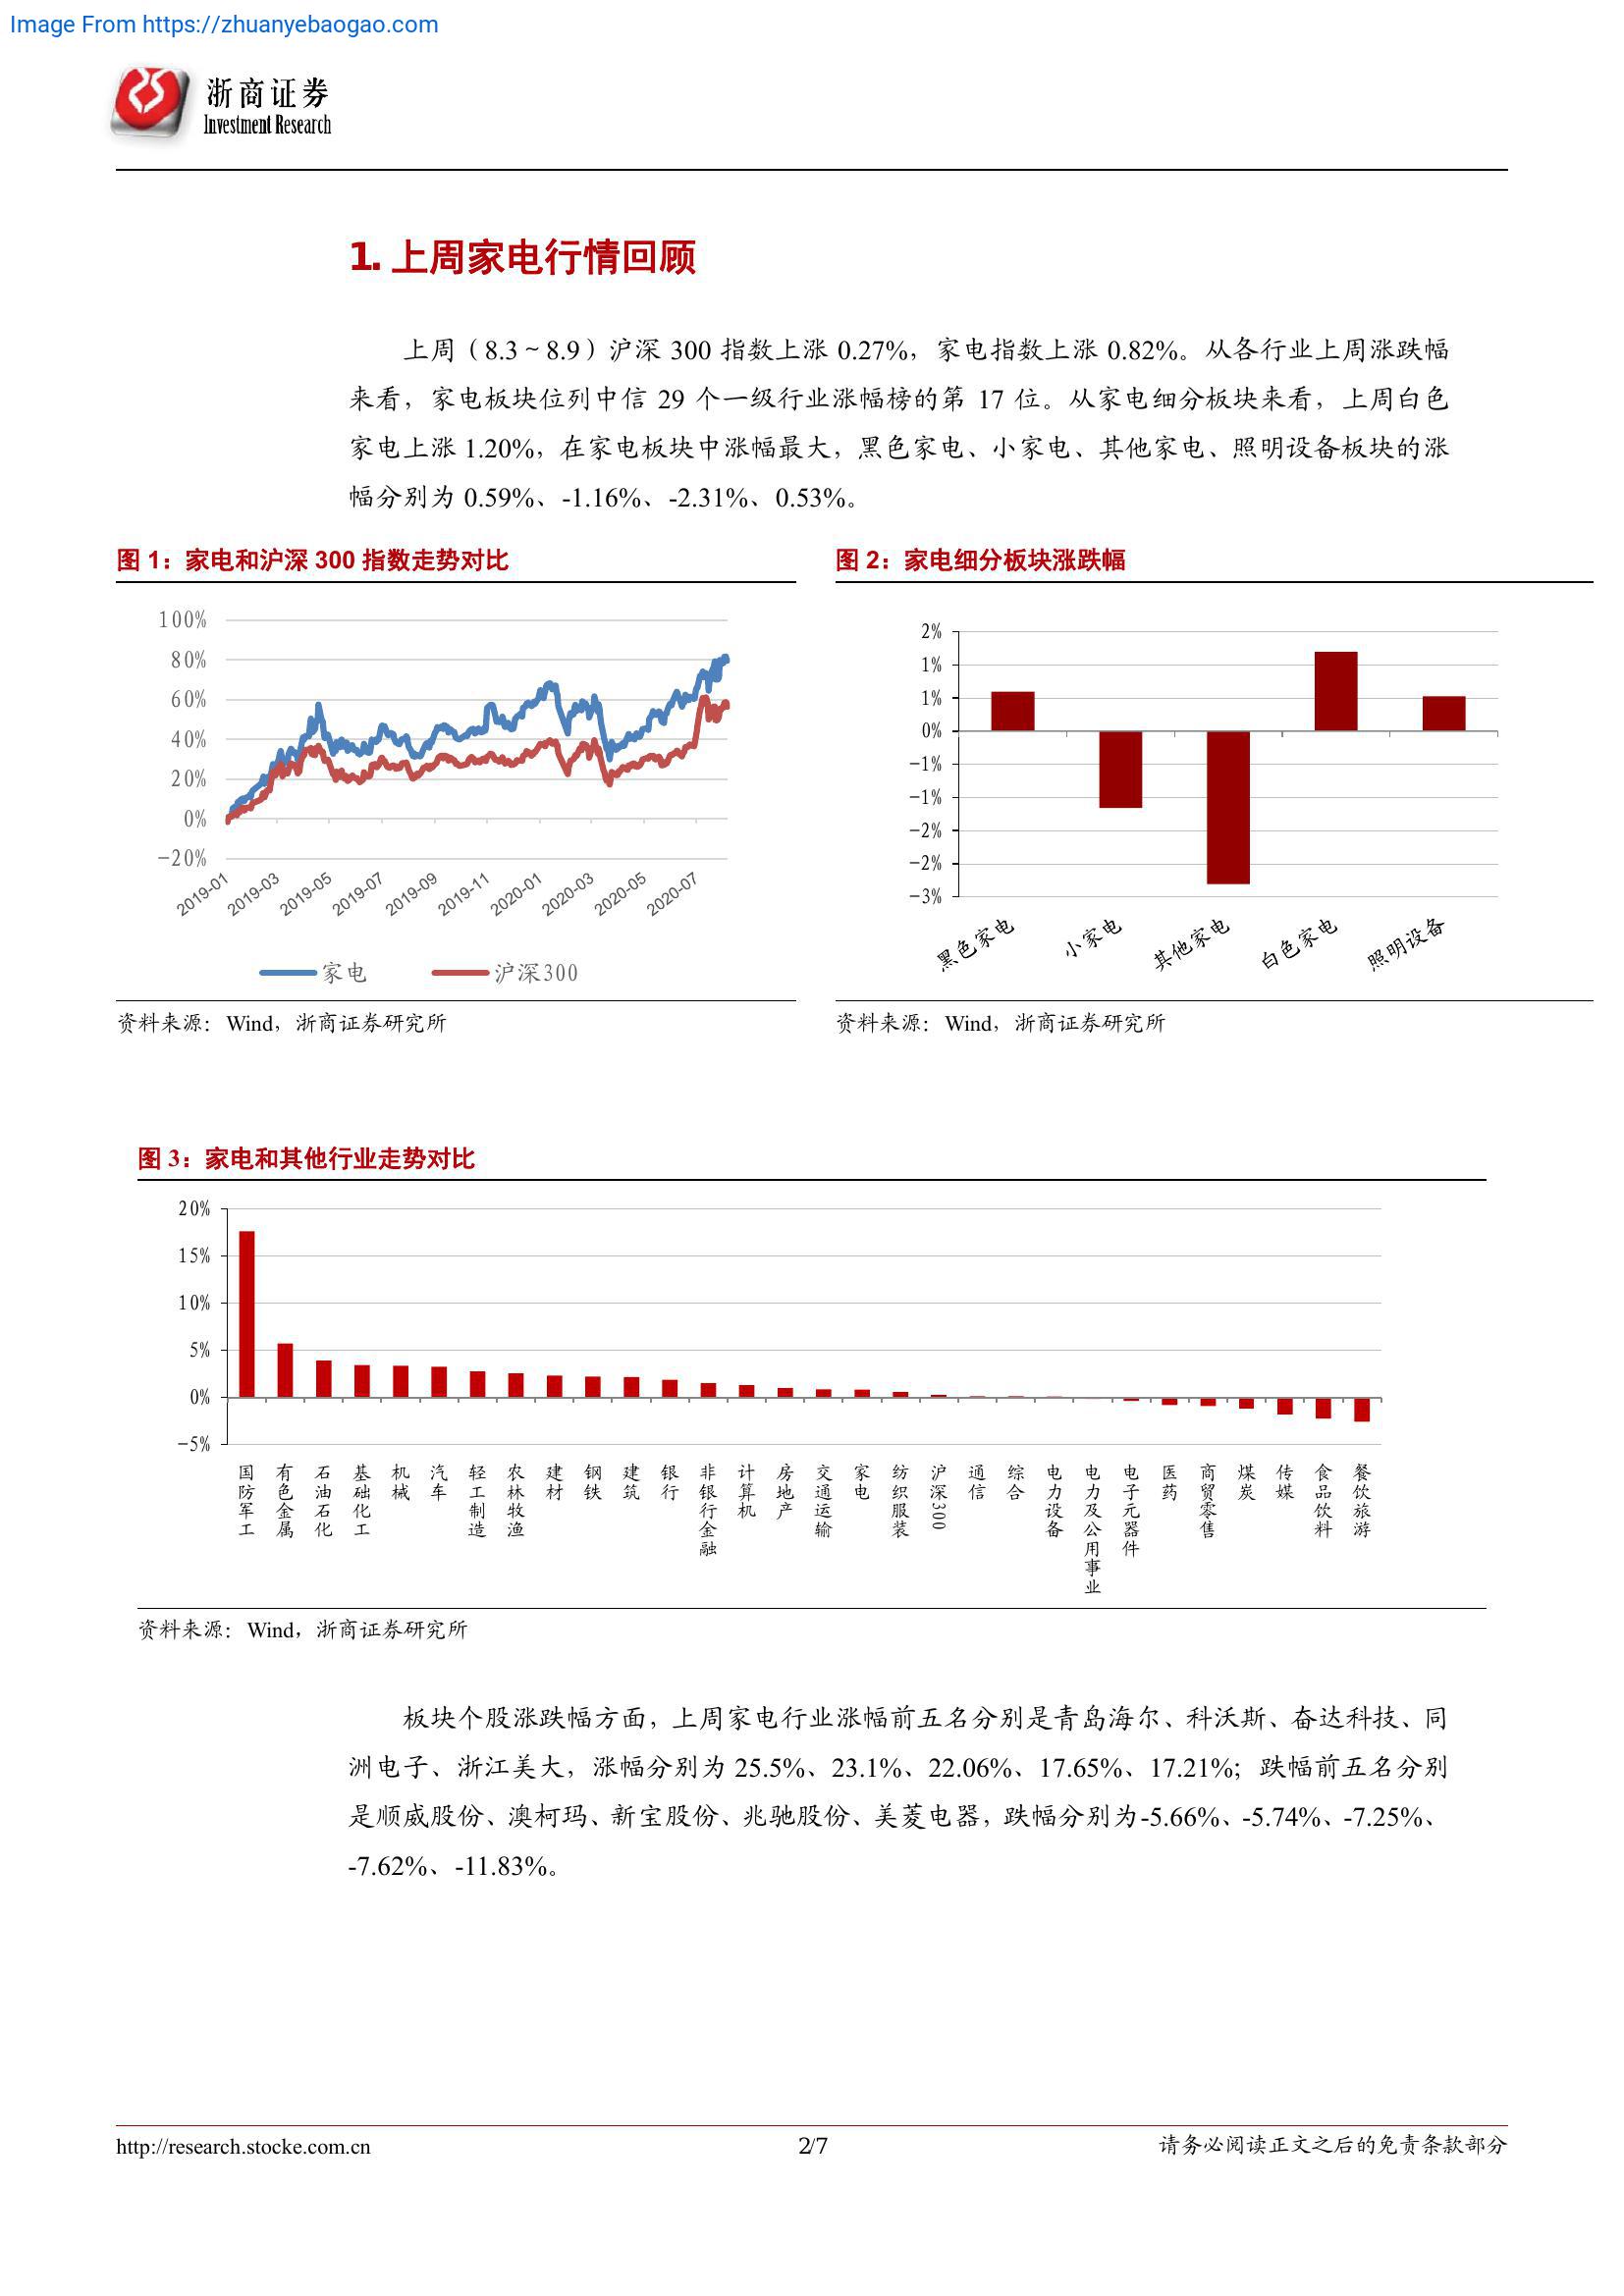 Image From https://zhuanyebaogao.com
浙商证券
Investment Research
1. 上周家电行情回顾
上周（8.3～8.9）沪深 300 指数上涨 0.27%，家电指数上涨 0.82%。从各行业上周涨跌幅
来看，家电板块位列中信 29 个一级行业涨幅榜的第 17 位。从家电细分板块来看，上周白色
家电上涨 1.20%，在家电板块中涨幅最大，黑色家电、小家电、其他家电、照明设备板块的涨
幅分别为 0.59%、-1.16%、-2.31%、0.53%。
图 1：家电和沪深 300 指数走势对比
100%
80%
60%
40%
20%
0%
-20%
2019-01
2019-03
2019-05
2019-07
2019-09
2019-11
2020-01
2020-03
2020-05
2020-07
家电
沪深300
资料来源：Wind，浙商证券研究所
图 2：家电细分板块涨跌幅
2%
1%
1%
0%
-1%
-1%
-2%
-2%
-3%
黑色家电
小家电
其他家电
白色家电
照明设备
资料来源：Wind，浙商证券研究所
图 3：家电和其他行业走势对比
20%
15%
10%
5%
0%
-5%
国防军工
有色金属
石油石化
基础化工
机械
汽车
轻工制造
农林牧渔
建材
钢铁
建筑
银行
非银行金融
计算机
房地产
交通运输
家电
纺织服装
沪深300
通信
综合
电力设备
电力及公用事业
电子元器件
医药
商贸零售
煤炭
传媒
食品饮料
餐饮旅游
资料来源：Wind，浙商证券研究所
板块个股涨跌幅方面，上周家电行业涨幅前五名分别是青岛海尔、科沃斯、奋达科技、同
洲电子、浙江美大，涨幅分别为 25.5%、23.1%、22.06%、17.65%、17.21%；跌幅前五名分别
是顺威股份、澳柯玛、新宝股份、兆驰股份、美菱电器，跌幅分别为-5.66%、-5.74%、-7.25%、
-7.62%、-11.83%。
http://research.stocke.com.cn
2/7
请务必阅读正文之后的免责条款部分